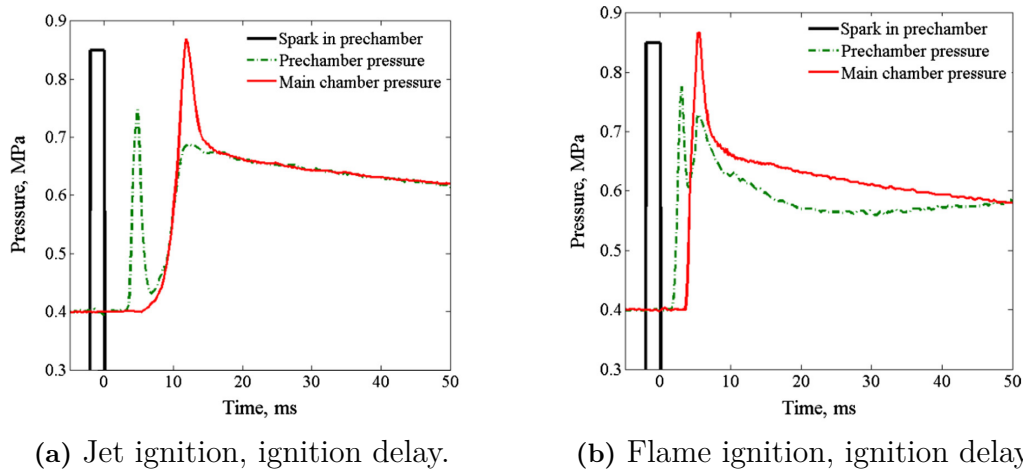 0.9
0.8
0.7
0.6
0.5
0.4
0.3
Pressure, MPa
Spark in prechamber
Prechamber pressure
Main chamber pressure
0 10 20 30 40 50
Time, ms
(a) Jet ignition, ignition delay.
0.9
0.8
0.7
0.6
0.5
0.4
0.3
Pressure, MPa
Spark in prechamber
Prechamber pressure
Main chamber pressure
0 10 20 30 40 50
Time, ms
(b) Flame ignition, ignition delay